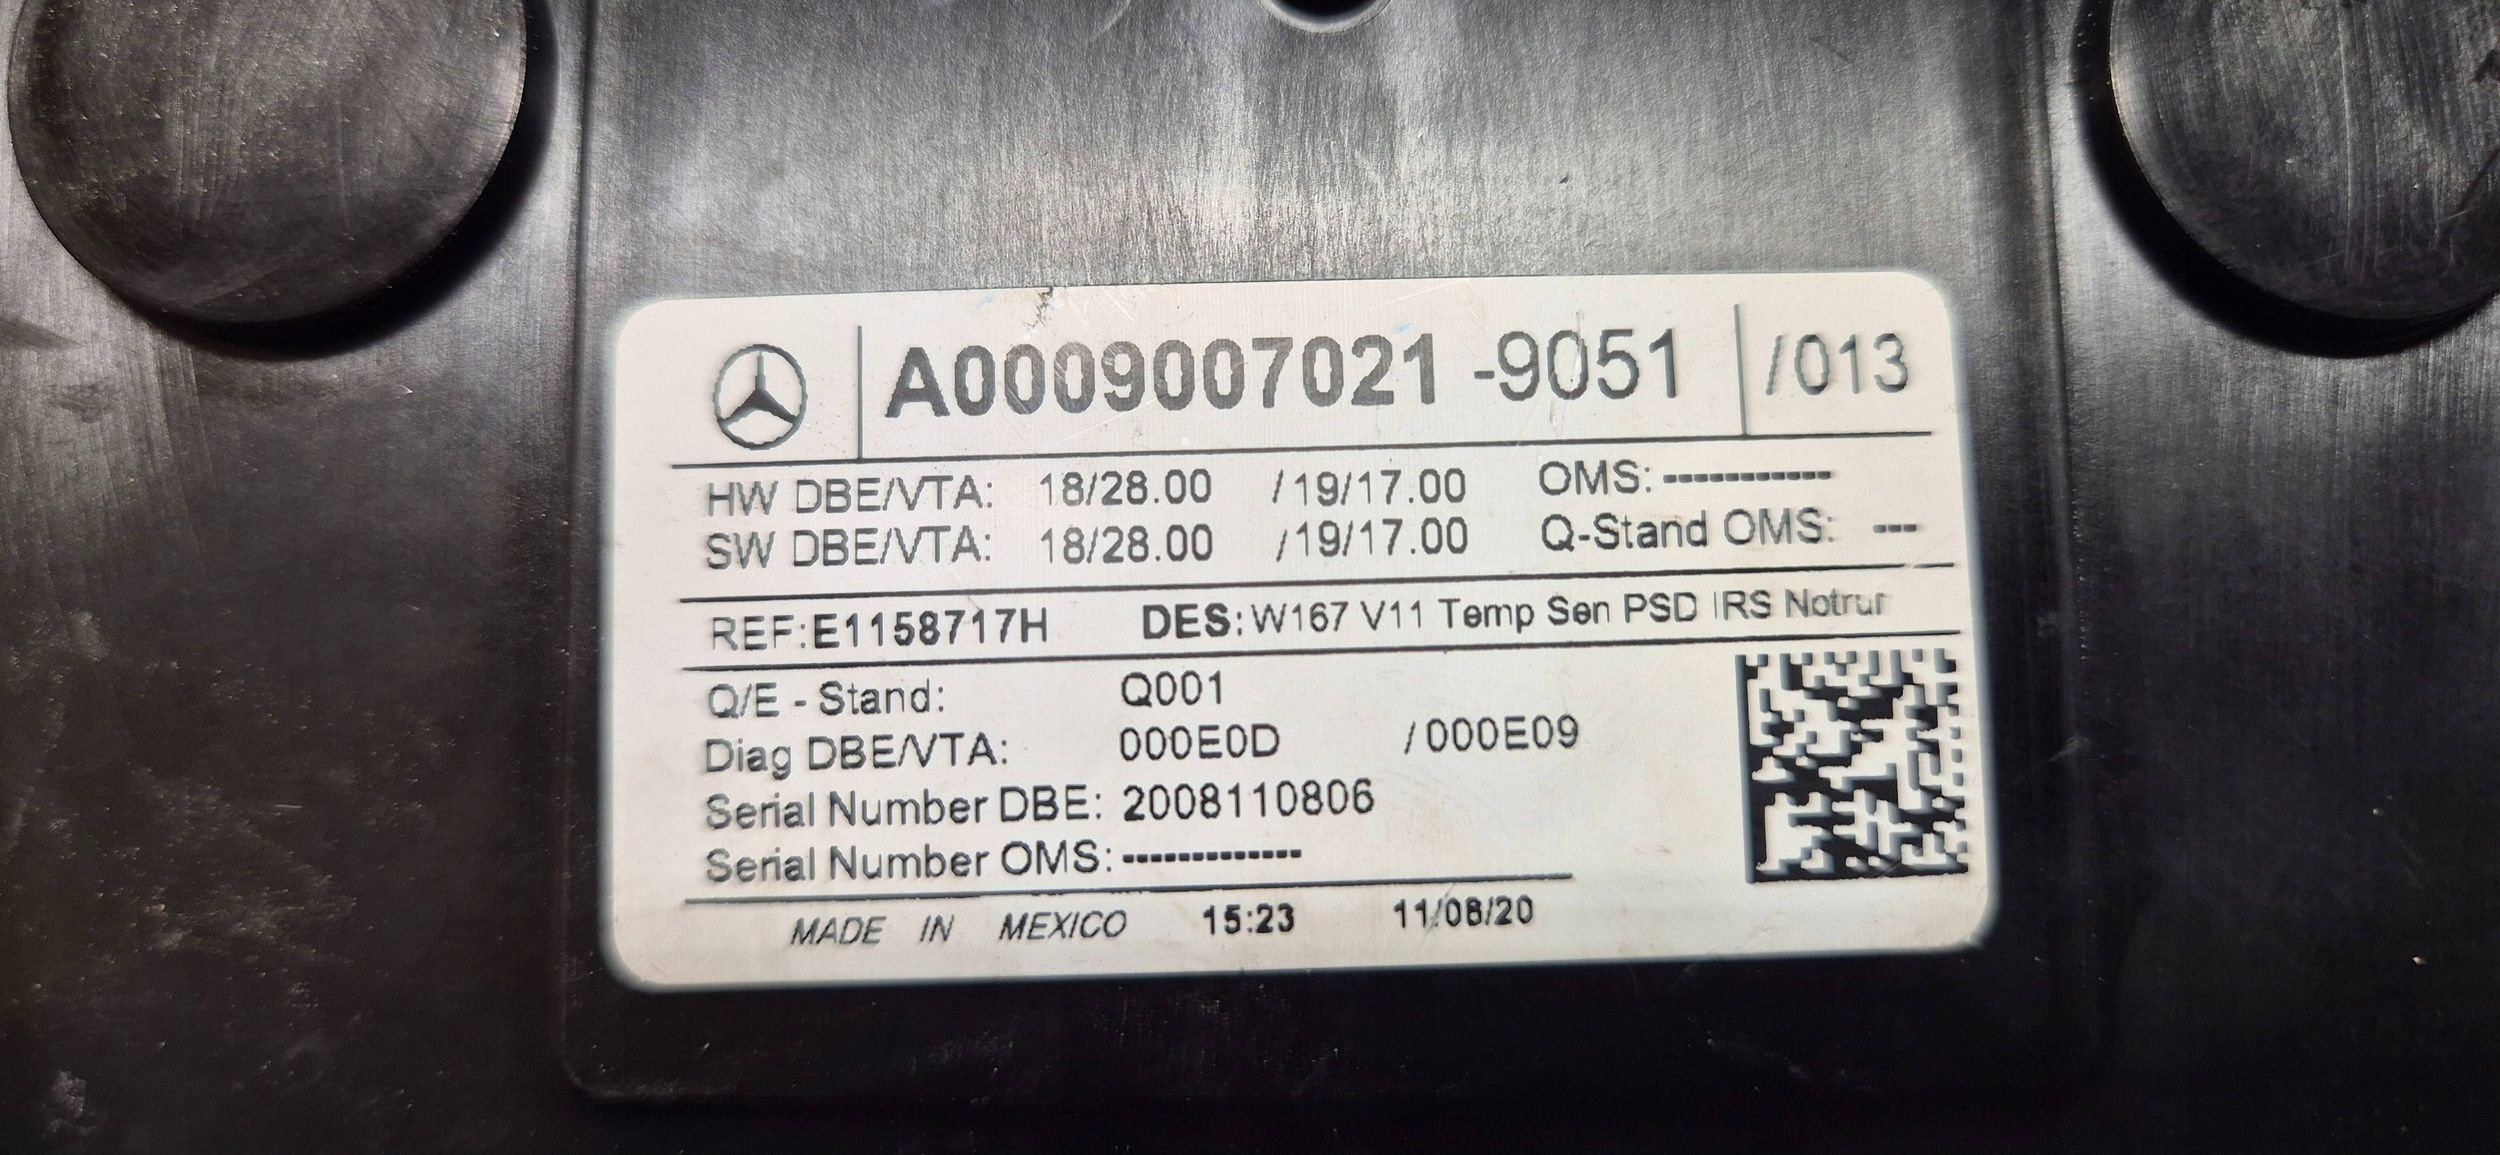 A0009007021 -9051 /013
HW DBE/VTA: 18/28.00 /19/17.00 OMS: ------------
SW DBE/VTA: 18/28.00 /19/17.00 Q-Stand OMS: ---
REF:E1158717H DES:W167 V11 Temp Sen PSD IRS Notruf
Q/E - Stand: Q001
Diag DBE/VTA: 000E0D /000E09
Serial Number DBE: 2008110806
Serial Number OMS: -------------
MADE IN MEXICO 15:23 11/08/20